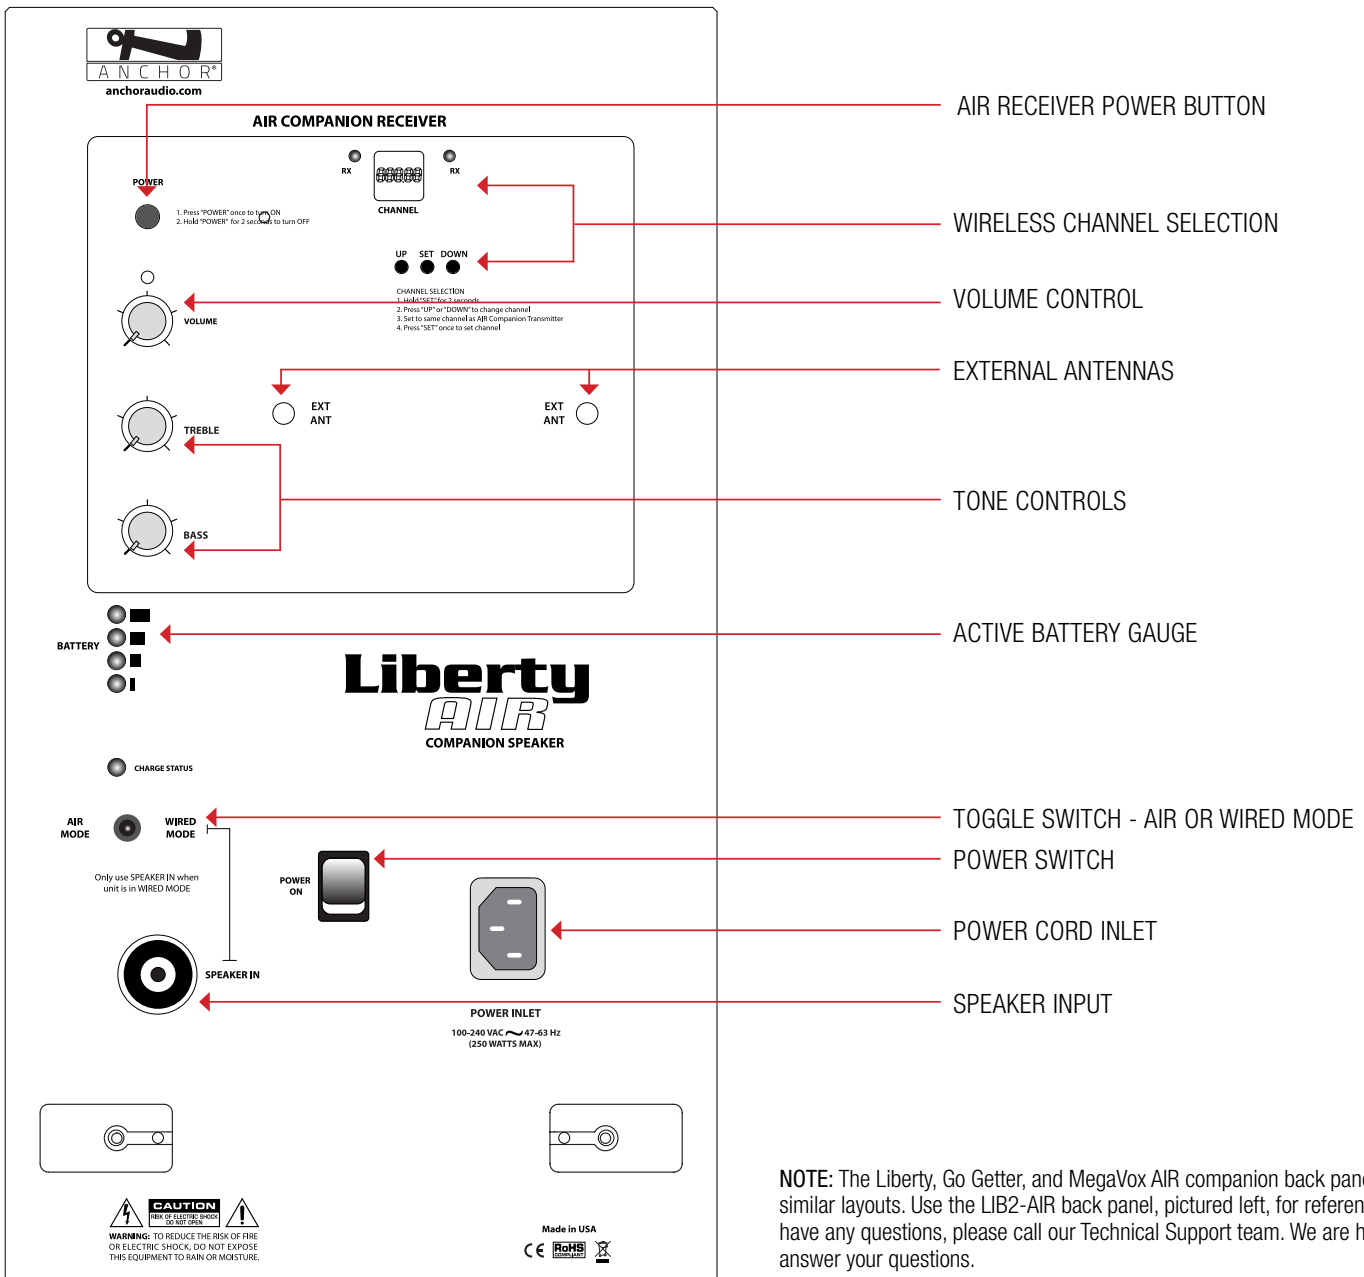 ANCHOR®
anchoraudio.com
AIR COMPANION RECEIVER
POWER
1. Press "POWER" once to turn ON
2. Hold "POWER" for 2 seconds to turn OFF
RX
RX
CHANNEL
UP SET DOWN
CHANNEL SELECTION
1. Hold "SET" for 2 seconds
2. Press "UP" or "DOWN" to change channel
3. Set to same channel as AIR Companion Transmitter
4. Press "SET" once to set channel
VOLUME
TREBLE
BASS
EXT
ANT
EXT
ANT
BATTERY
Liberty
AIR
COMPANION SPEAKER
CHARGE STATUS
AIR
MODE
WIRED
MODE
Only use SPEAKER IN when
unit is in WIRED MODE
SPEAKER IN
POWER
ON
POWER INLET
100-240 VAC ~ 47-63 Hz
(250 WATTS MAX)
CAUTION
RISK OF ELECTRIC SHOCK
DO NOT OPEN
WARNING: TO REDUCE THE RISK OF FIRE
OR ELECTRIC SHOCK, DO NOT EXPOSE
THIS EQUIPMENT TO RAIN OR MOISTURE.
Made in USA
CE RoHS
COMPLIANT
AIR RECEIVER POWER BUTTON
WIRELESS CHANNEL SELECTION
VOLUME CONTROL
EXTERNAL ANTENNAS
TONE CONTROLS
ACTIVE BATTERY GAUGE
TOGGLE SWITCH - AIR OR WIRED MODE
POWER SWITCH
POWER CORD INLET
SPEAKER INPUT
NOTE: The Liberty, Go Getter, and MegaVox AIR companion back pane
similar layouts. Use the LIB2-AIR back panel, pictured left, for referen
have any questions, please call our Technical Support team. We are h
answer your questions.